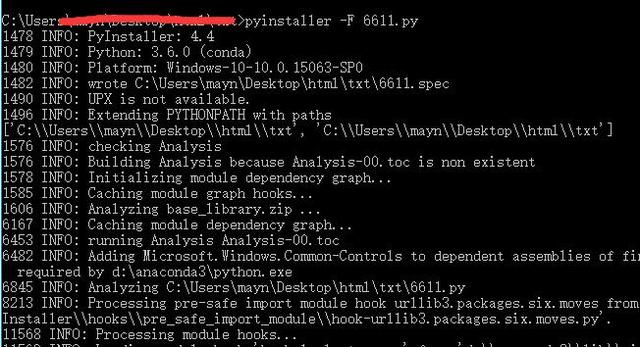 C:\Users\mayn\Desktop\html\txt>pyinstaller -F 6611.py
1478 INFO: PyInstaller: 4.4
1479 INFO: Python: 3.6.0 (conda)
1480 INFO: Platform: Windows-10-10.0.15063-SP0
1482 INFO: wrote C:\Users\mayn\Desktop\html\txt\6611.spec
1490 INFO: UPX is not available.
1496 INFO: Extending PYTHONPATH with paths
['C:\\Users\\mayn\\Desktop\\html\\txt', 'C:\\Users\\mayn\\Desktop\\html\\txt']
1576 INFO: checking Analysis
1576 INFO: Building Analysis because Analysis-00.toc is non existent
1578 INFO: Initializing module dependency graph...
1585 INFO: Caching module graph hooks...
1606 INFO: Analyzing base_library.zip ...
6167 INFO: Caching module dependency graph...
6453 INFO: running Analysis Analysis-00.toc
6482 INFO: Adding Microsoft.Windows.Common-Controls to dependent assemblies of fin
required by d:\anaconda3\python.exe
6845 INFO: Analyzing C:\Users\mayn\Desktop\html\txt\6611.py
8213 INFO: Processing pre-safe import module hook urllib3.packages.six.moves from
Installer\\hooks\\pre_safe_import_module\\hook-urllib3.packages.six.moves.py'.
11568 INFO: Processing module hooks...